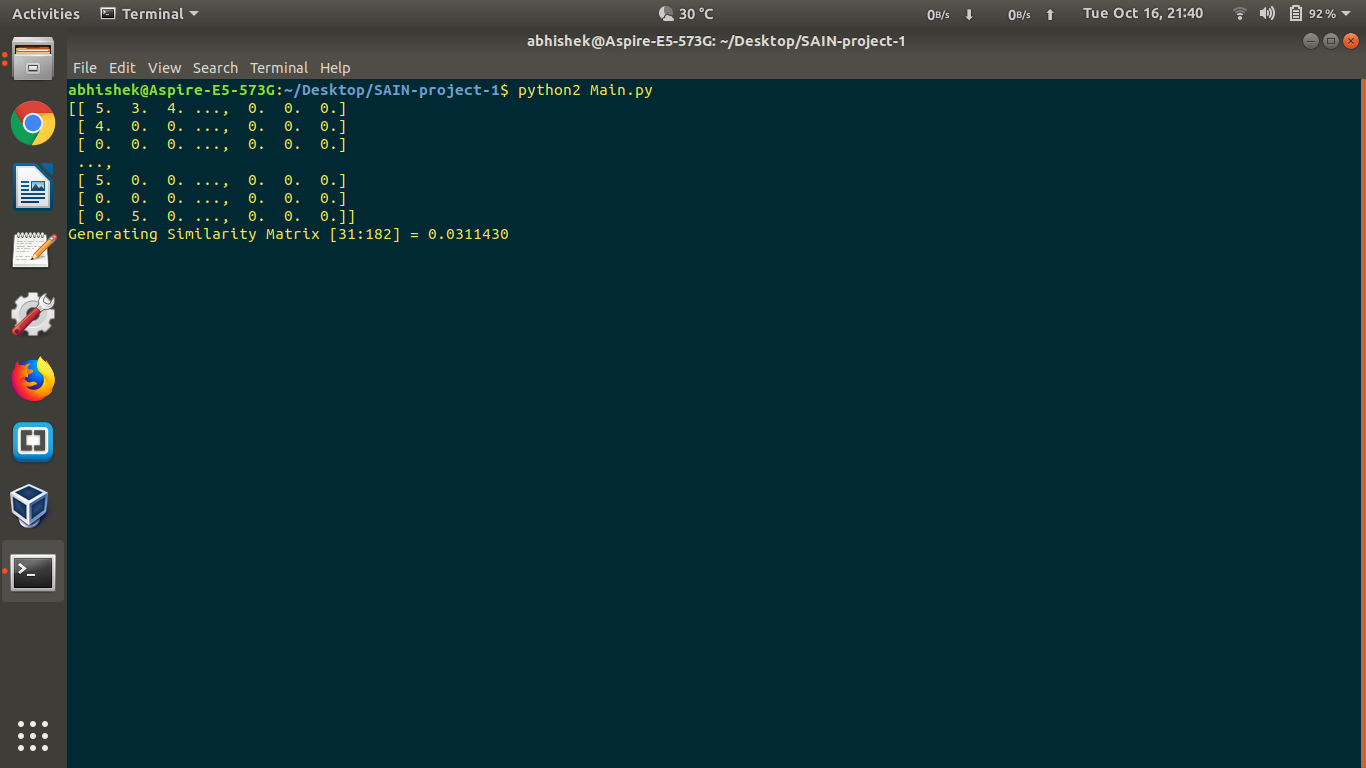 Activities Terminal 30 °C 0B/s 0B/s Tue Oct 16, 21:40 92%
abhishek@Aspire-E5-573G: ~/Desktop/SAIN-project-1
File Edit View Search Terminal Help
abhishek@Aspire-E5-573G:~/Desktop/SAIN-project-1$ python2 Main.py
[[ 5.  3.  4. ...,  0.  0.  0.]
 [ 4.  0.  0. ...,  0.  0.  0.]
 [ 0.  0.  0. ...,  0.  0.  0.]
 ...,
 [ 5.  0.  0. ...,  0.  0.  0.]
 [ 0.  0.  0. ...,  0.  0.  0.]
 [ 0.  5.  0. ...,  0.  0.  0.]]
Generating Similarity Matrix [31:182] = 0.0311430